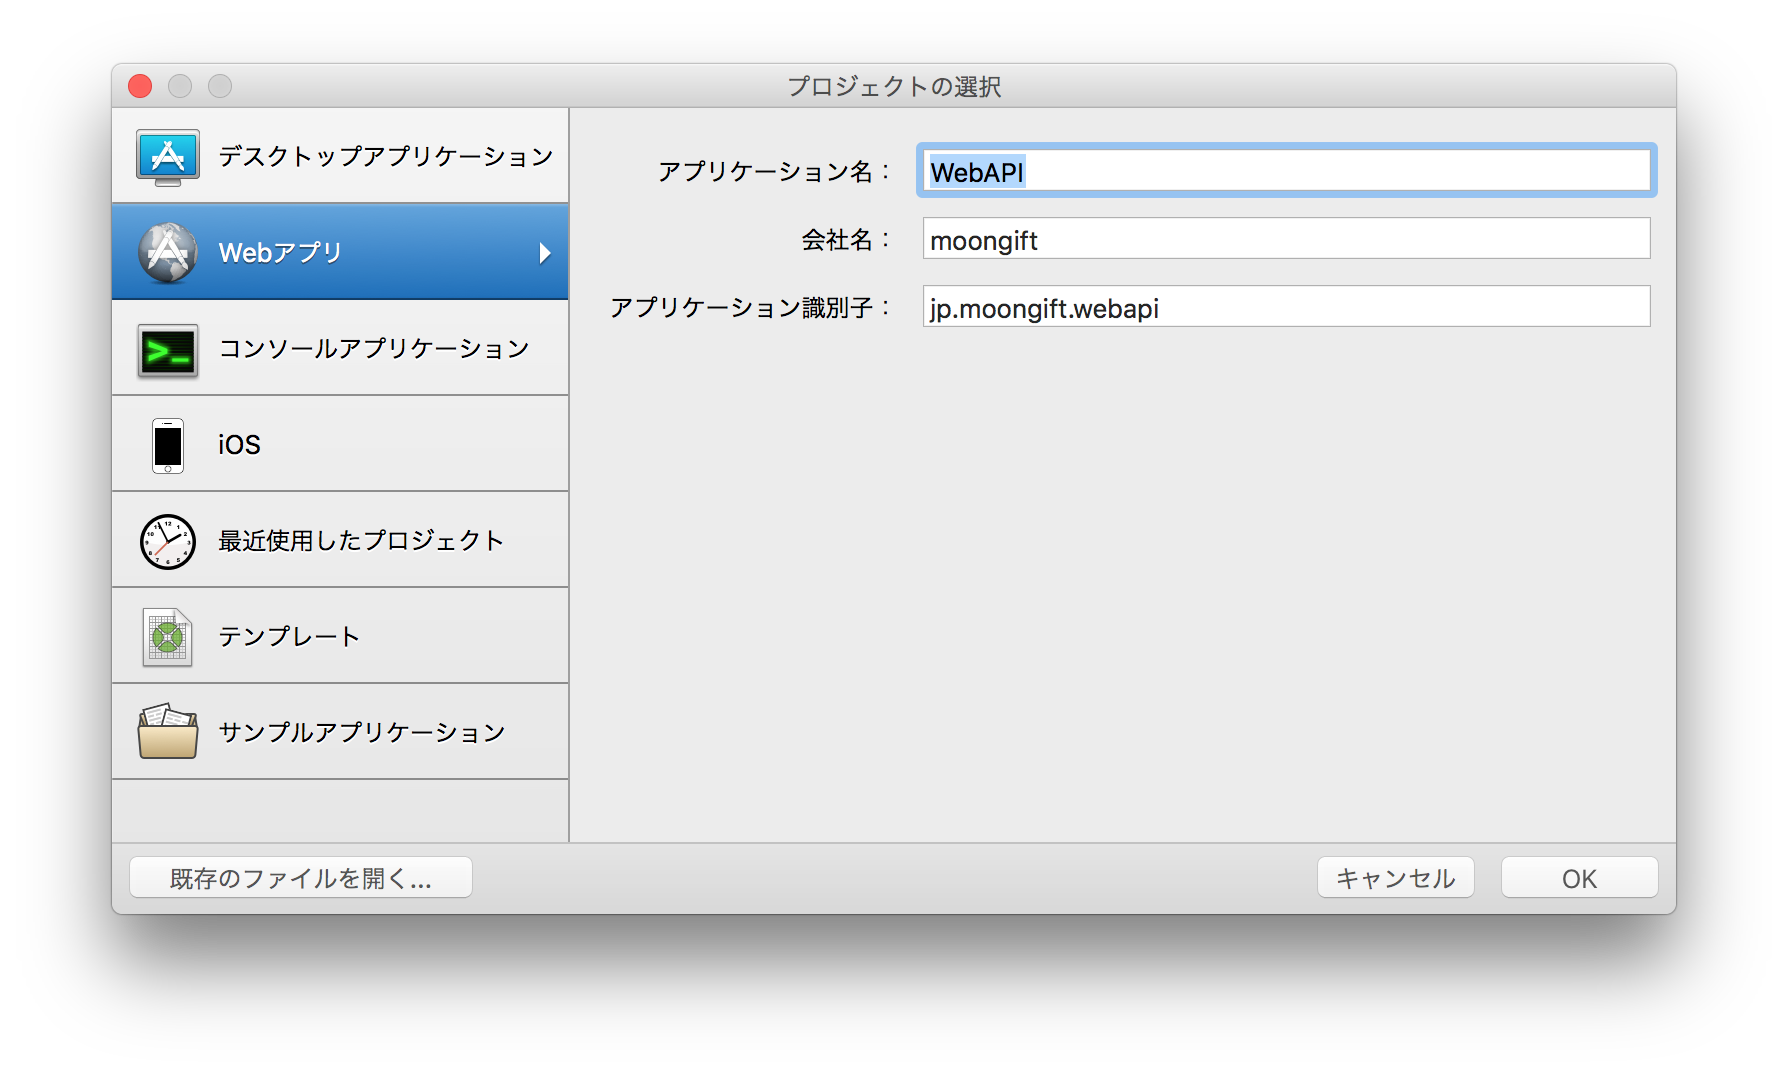 プロジェクトの選択
デスクトップアプリケーション
Webアプリ
コンソールアプリケーション
iOS
最近使用したプロジェクト
テンプレート
サンプルアプリケーション
アプリケーション名： WebAPI
会社名： moongift
アプリケーション識別子： jp.moongift.webapi
既存のファイルを開く...
キャンセル
OK